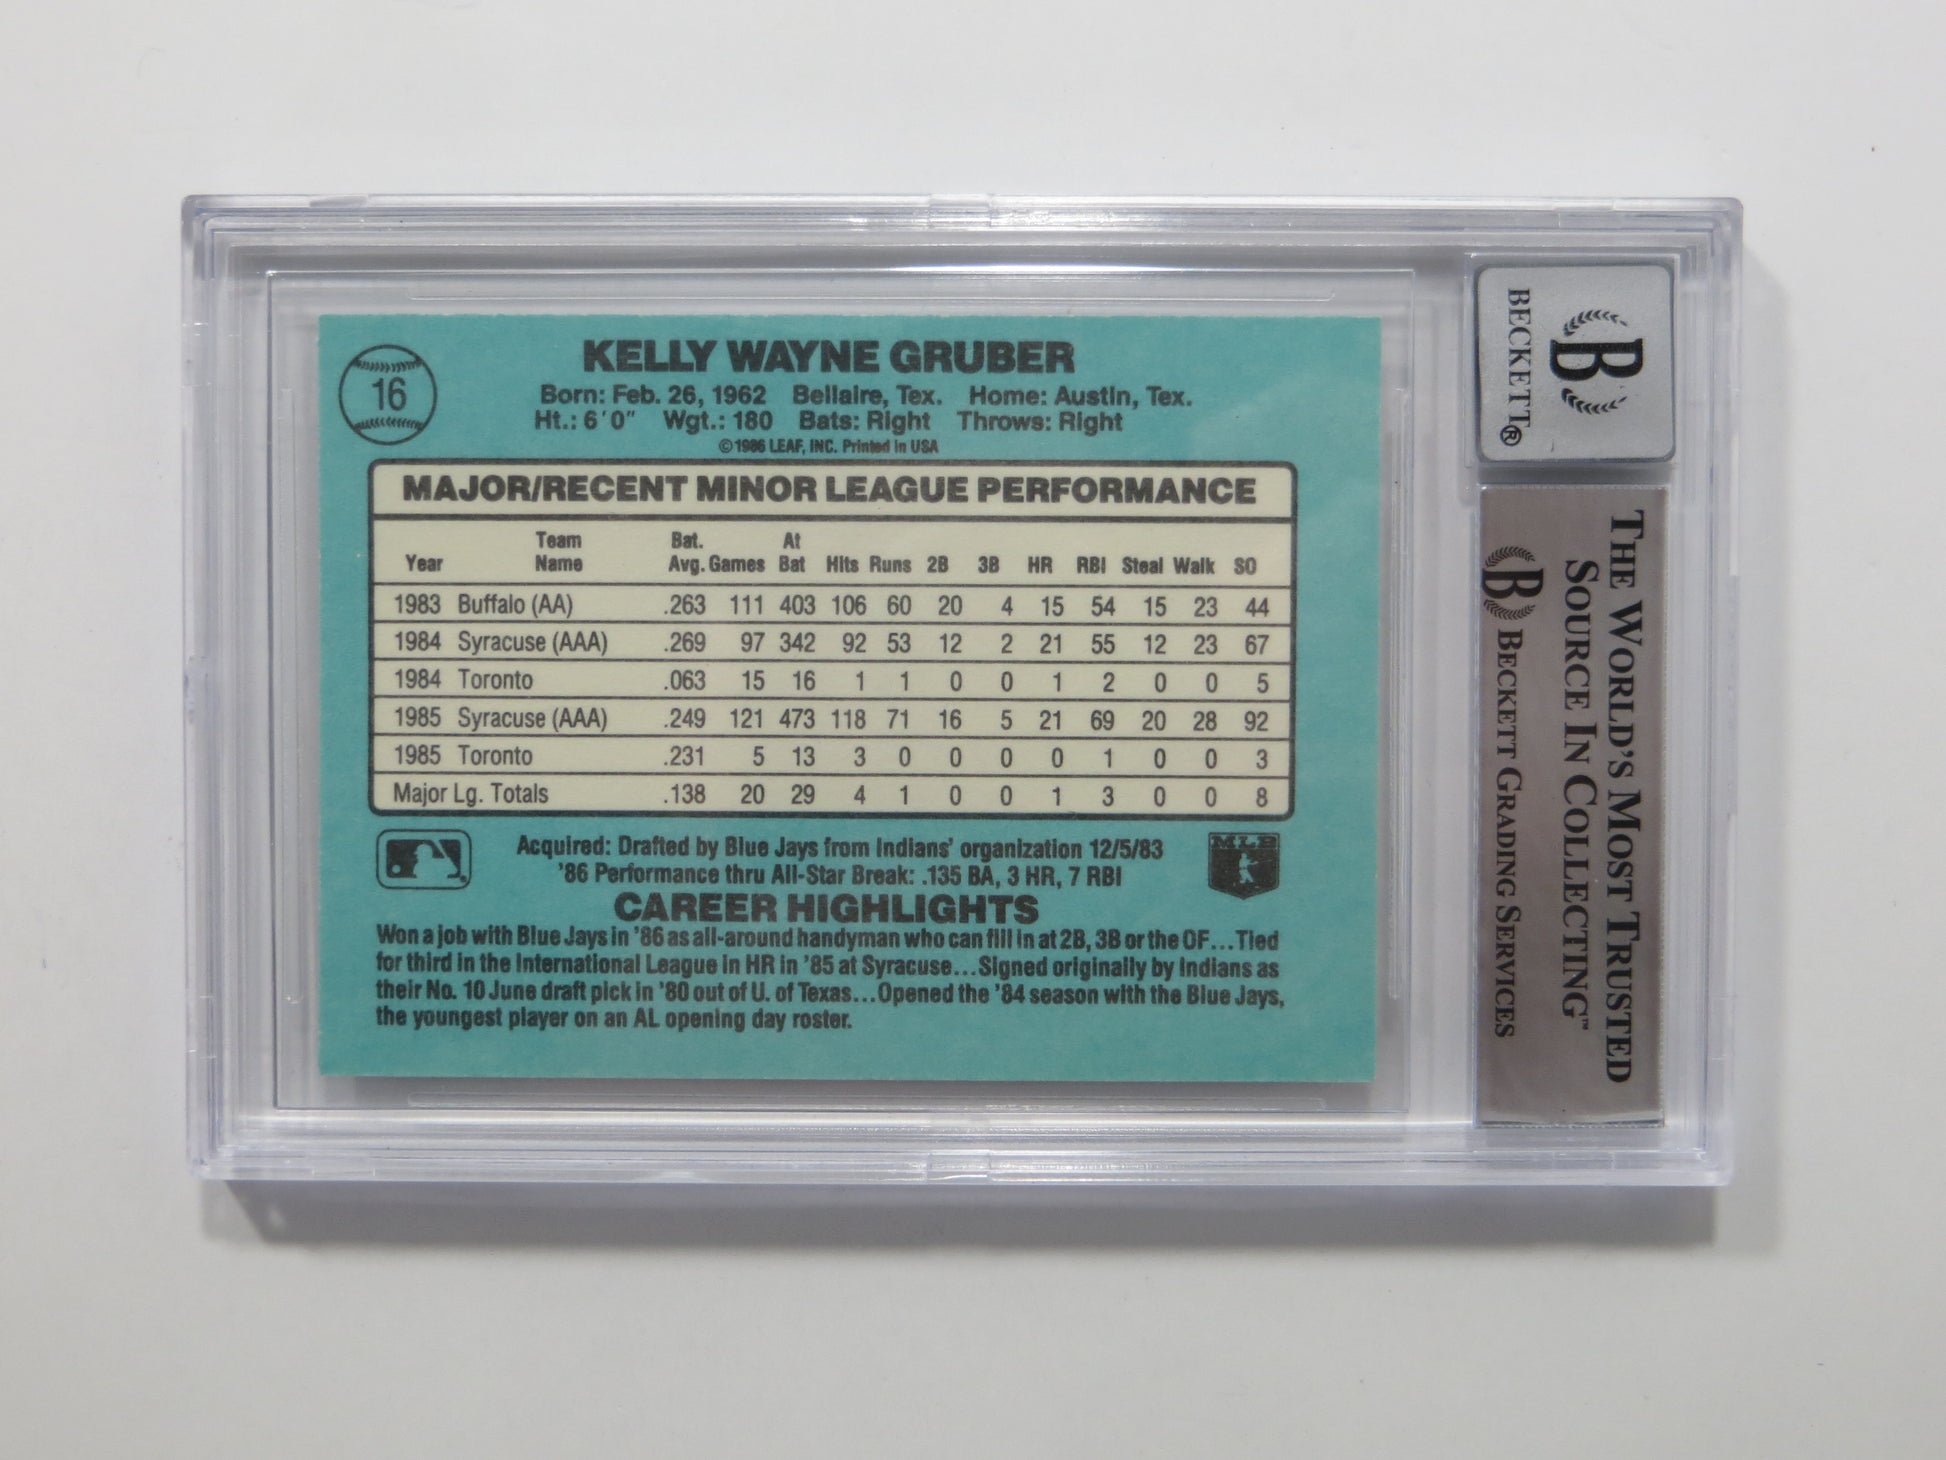 16
KELLY WAYNE GRUBER
Born: Feb. 26, 1962 Bellaire, Tex. Home: Austin, Tex.
Ht.: 6'0" Wgt.: 180 Bats: Right Throws: Right
©1986 LEAF, INC. Printed in USA
MAJOR/RECENT MINOR LEAGUE PERFORMANCE
Year Team Name Bat. Avg. Games At Bat Hits Runs 2B 3B HR RBI Steal Walk SO
1983 Buffalo (AA) .263 111 403 106 60 20 4 15 54 15 23 44
1984 Syracuse (AAA) .269 97 342 92 53 12 2 21 55 12 23 67
1984 Toronto .063 15 16 1 1 0 0 1 2 0 0 5
1985 Syracuse (AAA) .249 121 473 118 71 16 5 21 69 20 28 92
1985 Toronto .231 5 13 3 0 0 0 0 1 0 0 3
Major Lg. Totals .138 20 29 4 1 0 0 1 3 0 0 8
Acquired: Drafted by Blue Jays from Indians' organization 12/5/83
'86 Performance thru All-Star Break: .135 BA, 3 HR, 7 RBI
MLB
CAREER HIGHLIGHTS
Won a job with Blue Jays in '86 as all-around handyman who can fill in at 2B, 3B or the OF...Tied
for third in the International League in HR in '85 at Syracuse...Signed originally by Indians as
their No. 10 June draft pick in '80 out of U. of Texas...Opened the '84 season with the Blue Jays,
the youngest player on an AL opening day roster.
B
BECKETT®
THE WORLD'S MOST TRUSTED
SOURCE IN COLLECTING™
B BECKETT GRADING SERVICES